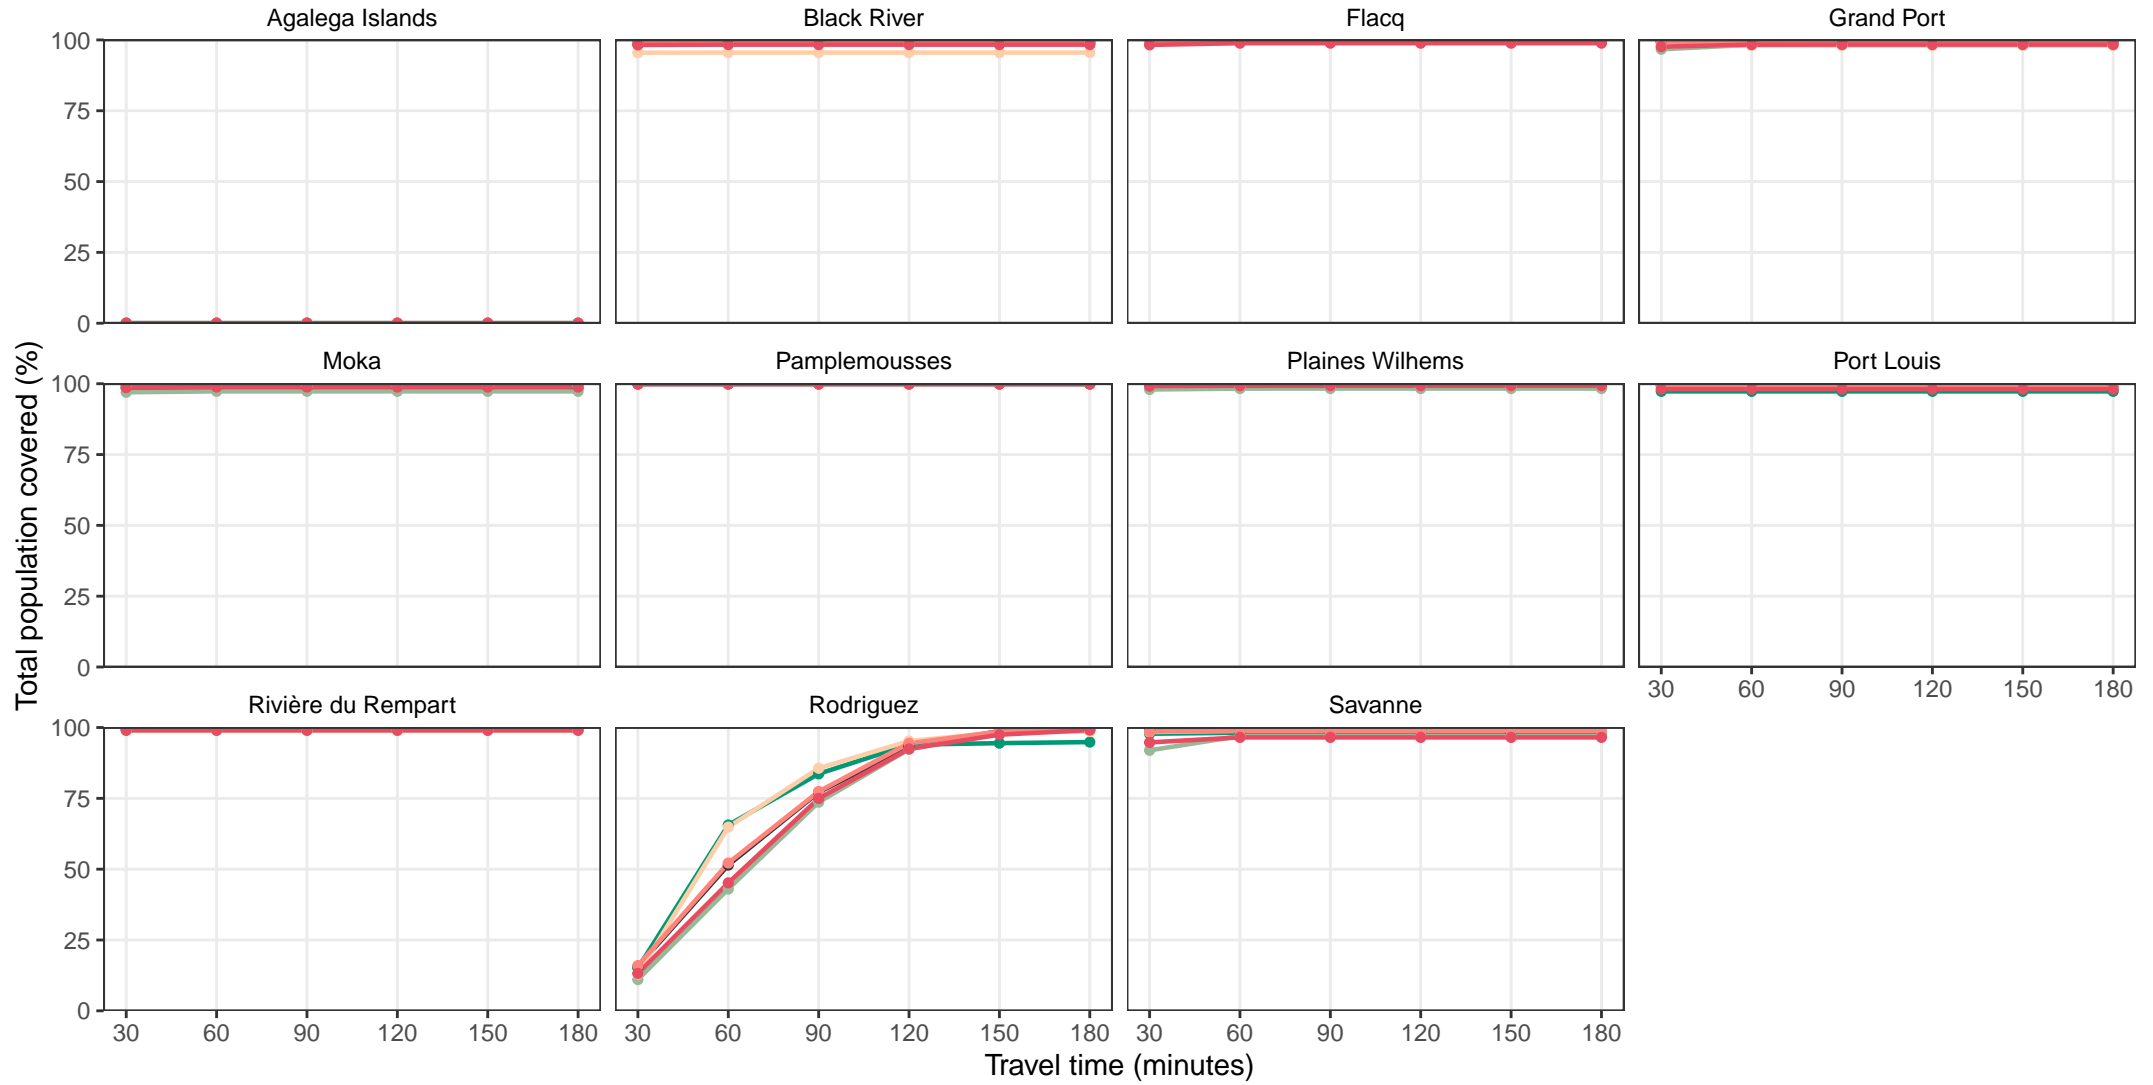 Agalega Islands Black River Flacq Grand Port
100
75
50
25
0
Total population covered (%)
Moka Pamplemousses Plaines Wilhems Port Louis
100
75
50
25
0
30 60 90 120 150 180
Rivière du Rempart Rodriguez Savanne
100
75
50
25
0
30 60 90 120 150 180 30 60 90 120 150 180 30 60 90 120 150 180
Travel time (minutes)